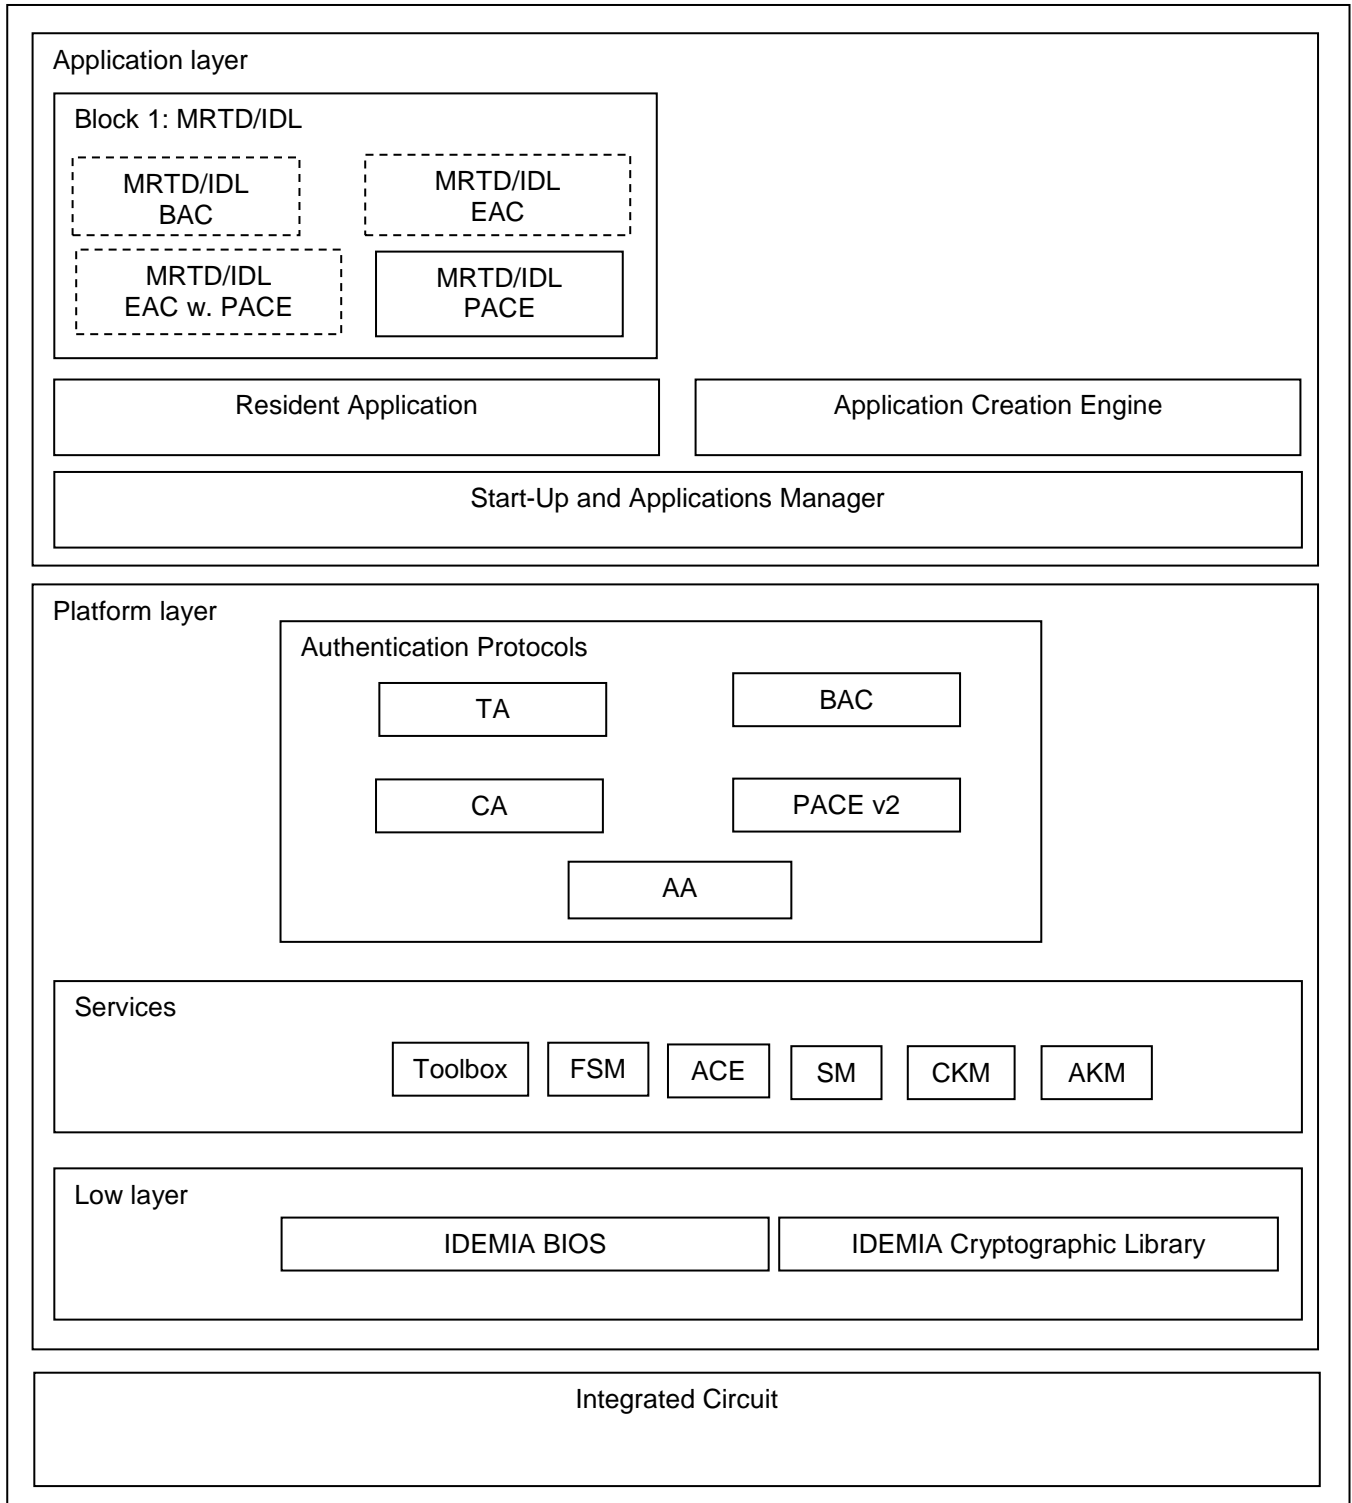 Application layer
Block 1: MRTD/IDL
MRTD/IDL
BAC
MRTD/IDL
EAC
MRTD/IDL
EAC w. PACE
MRTD/IDL
PACE
Resident Application
Application Creation Engine
Start-Up and Applications Manager
Platform layer
Authentication Protocols
TA
BAC
CA
PACE v2
AA
Services
Toolbox
FSM
ACE
SM
CKM
AKM
Low layer
IDEMIA BIOS
IDEMIA Cryptographic Library
Integrated Circuit